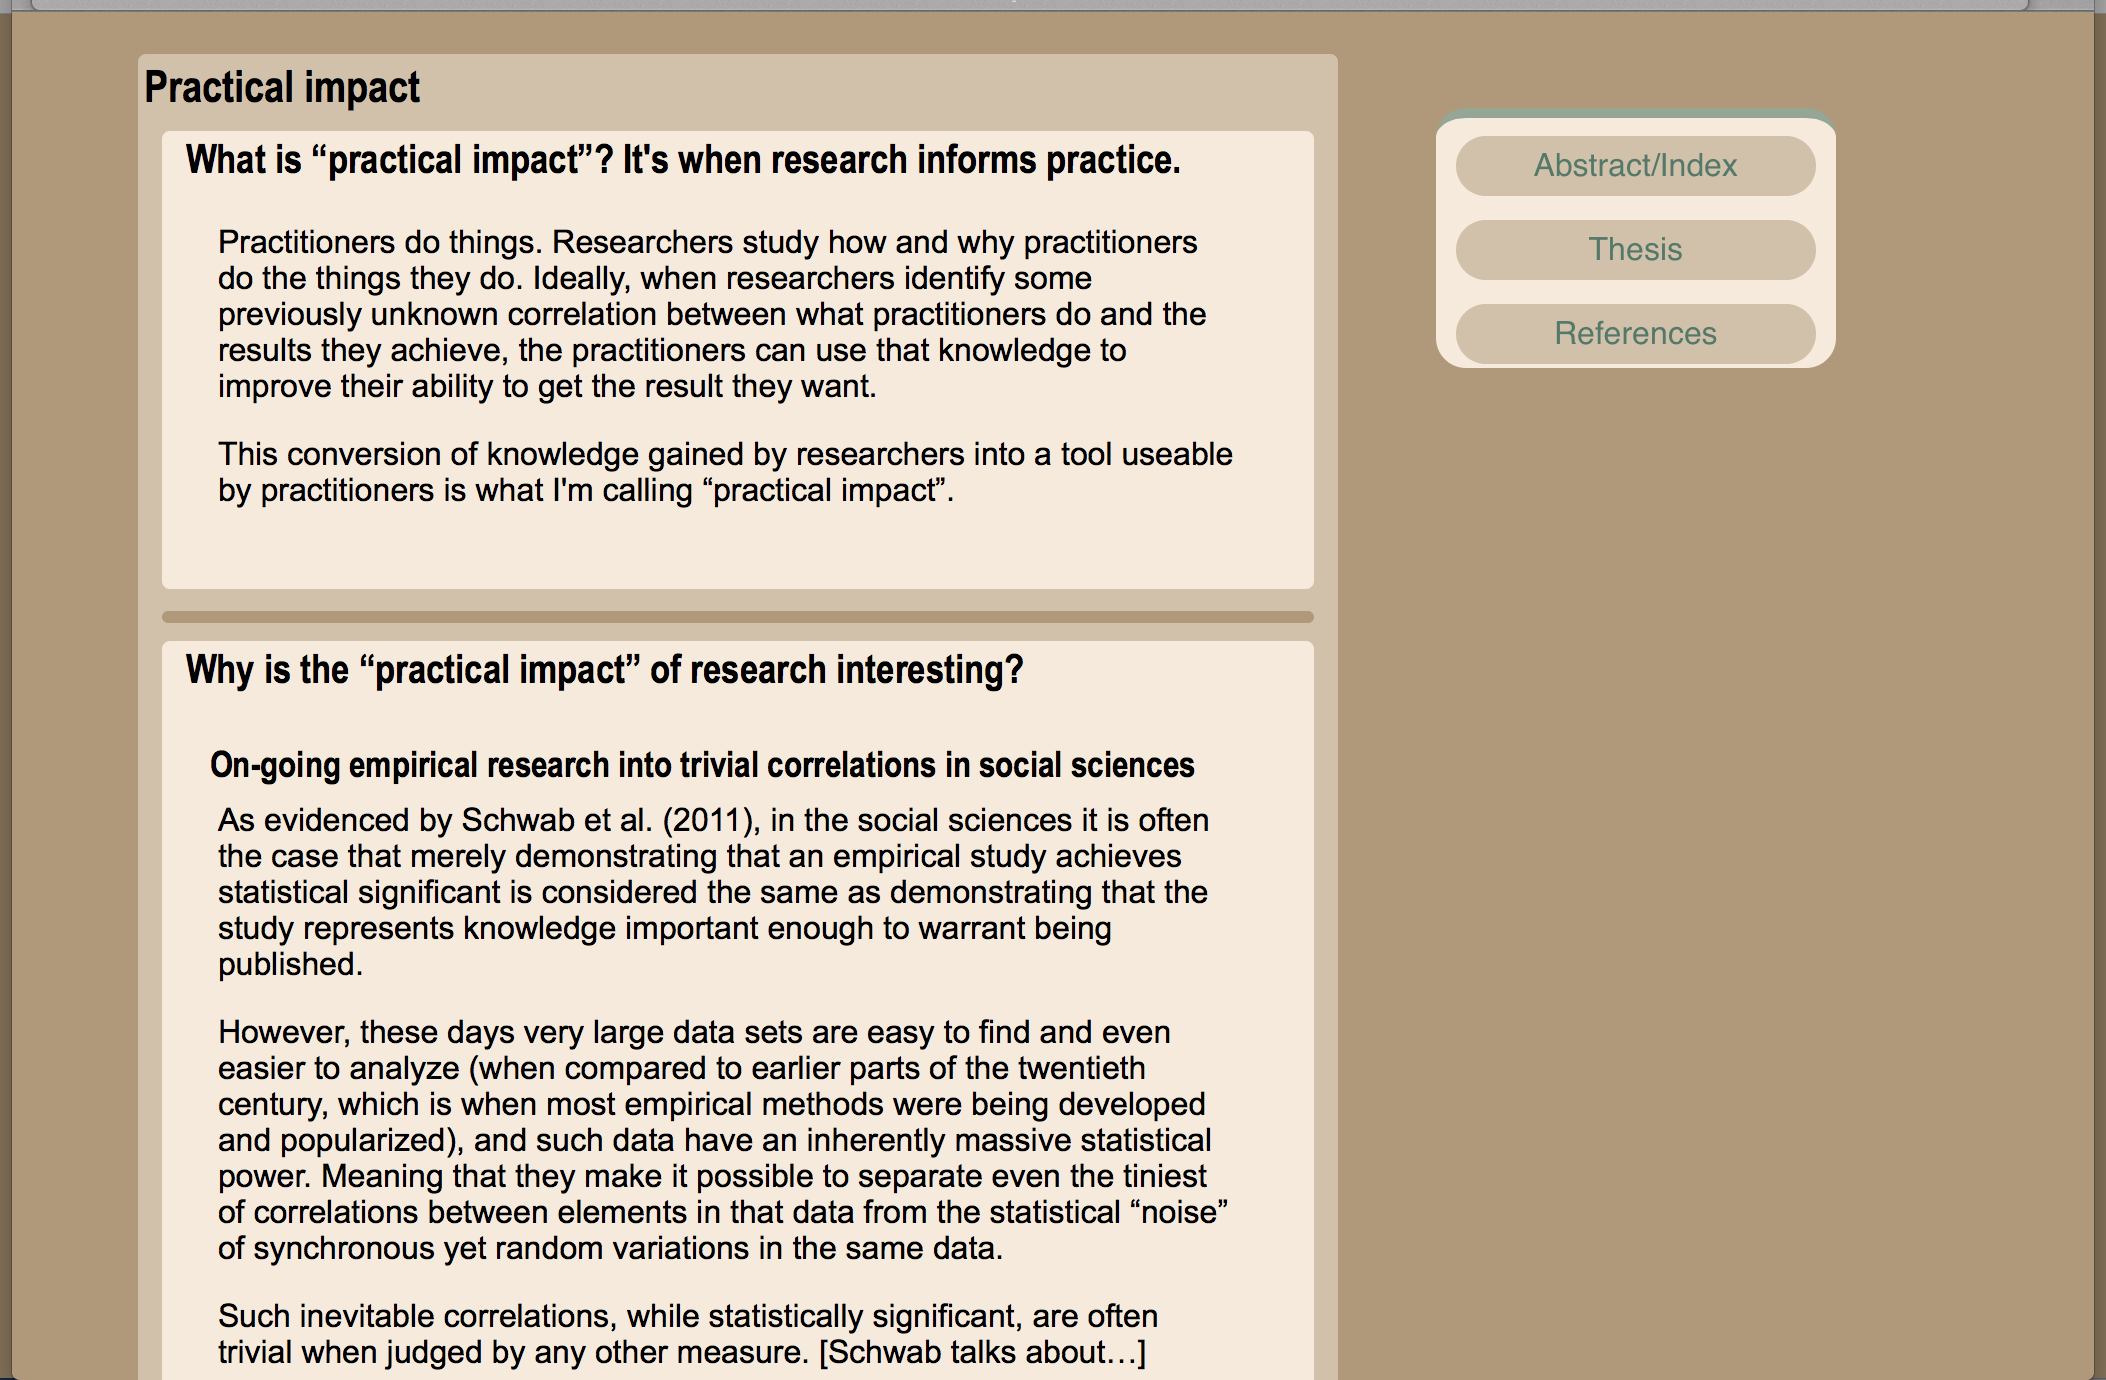 Practical impact
What is “practical impact”? It's when research informs practice.
Practitioners do things. Researchers study how and why practitioners
do the things they do. Ideally, when researchers identify some
previously unknown correlation between what practitioners do and the
results they achieve, the practitioners can use that knowledge to
improve their ability to get the result they want.
This conversion of knowledge gained by researchers into a tool useable
by practitioners is what I'm calling “practical impact”.
Why is the “practical impact” of research interesting?
On-going empirical research into trivial correlations in social sciences
As evidenced by Schwab et al. (2011), in the social sciences it is often
the case that merely demonstrating that an empirical study achieves
statistical significant is considered the same as demonstrating that the
study represents knowledge important enough to warrant being
published.
However, these days very large data sets are easy to find and even
easier to analyze (when compared to earlier parts of the twentieth
century, which is when most empirical methods were being developed
and popularized), and such data have an inherently massive statistical
power. Meaning that they make it possible to separate even the tiniest
of correlations between elements in that data from the statistical “noise”
of synchronous yet random variations in the same data.
Such inevitable correlations, while statistically significant, are often
trivial when judged by any other measure. [Schwab talks about…]
Abstract/Index
Thesis
References